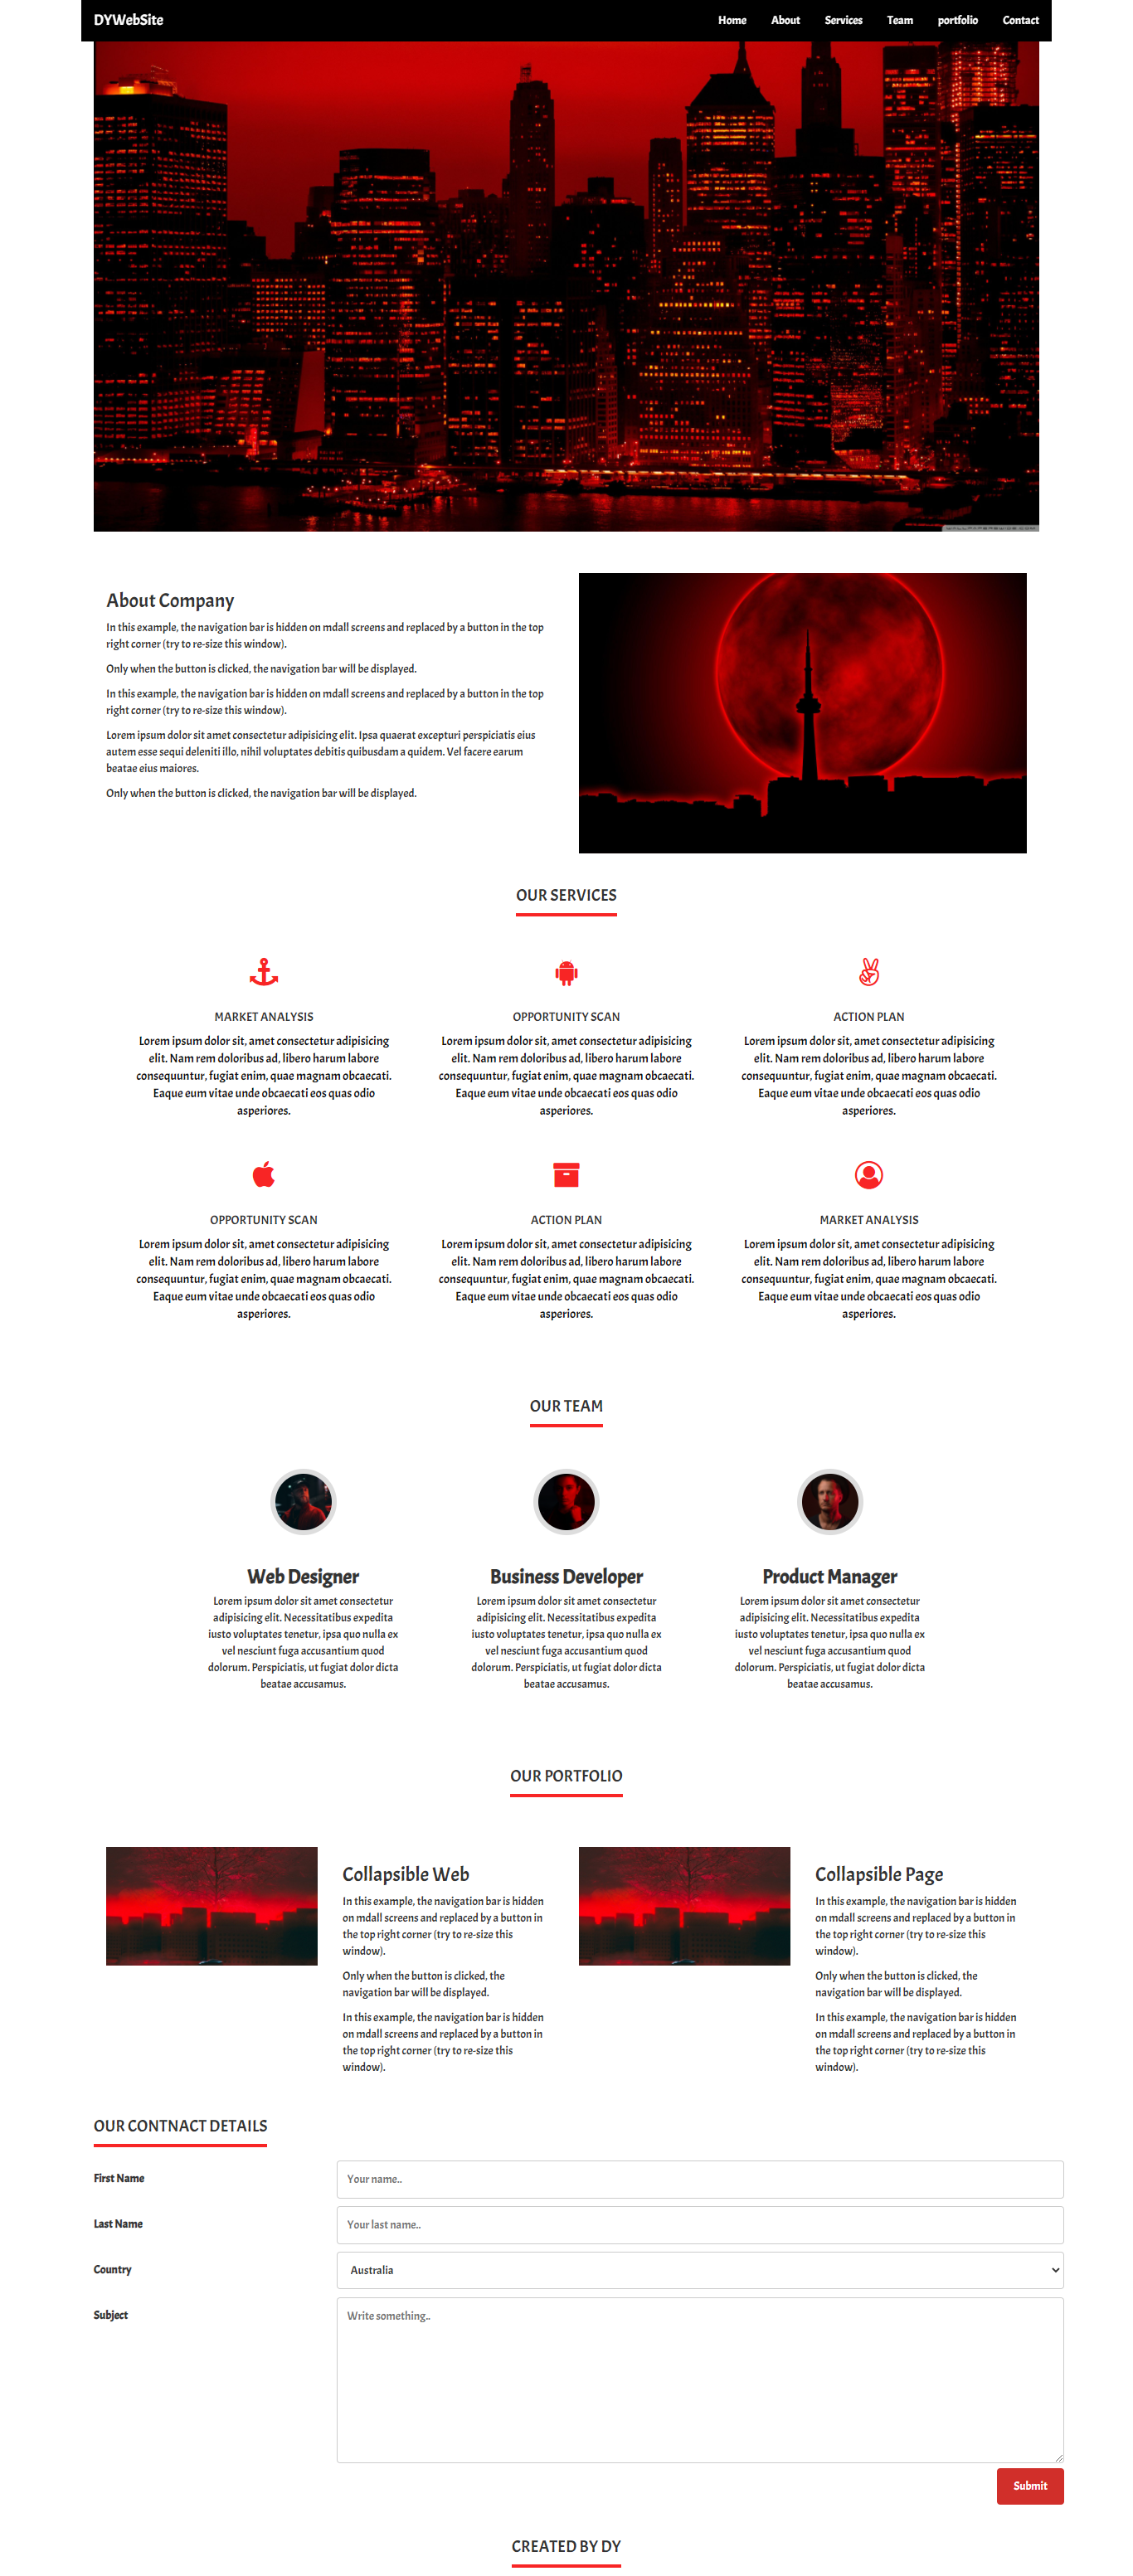 DYWebSite
Home About Services Team portfolio Contact
About Company
In this example, the navigation bar is hidden on mdall screens and replaced by a button in the top
right corner (try to re-size this window).
Only when the button is clicked, the navigation bar will be displayed.
In this example, the navigation bar is hidden on mdall screens and replaced by a button in the top
right corner (try to re-size this window).
Lorem ipsum dolor sit amet consectetur adipisicing elit. Ipsa quaerat excepturi perspiciatis eius
autem esse sequi deleniti illo, nihil voluptates debitis quibusdam a quidem. Vel facere earum
beatae eius maiores.
Only when the button is clicked, the navigation bar will be displayed.
OUR SERVICES
MARKET ANALYSIS
Lorem ipsum dolor sit, amet consectetur adipisicing
elit. Nam rem doloribus ad, libero harum labore
consequuntur, fugiat enim, quae magnam obcaecati.
Eaque eum vitae unde obcaecati eos quas odio
asperiores.
OPPORTUNITY SCAN
Lorem ipsum dolor sit, amet consectetur adipisicing
elit. Nam rem doloribus ad, libero harum labore
consequuntur, fugiat enim, quae magnam obcaecati.
Eaque eum vitae unde obcaecati eos quas odio
asperiores.
ACTION PLAN
Lorem ipsum dolor sit, amet consectetur adipisicing
elit. Nam rem doloribus ad, libero harum labore
consequuntur, fugiat enim, quae magnam obcaecati.
Eaque eum vitae unde obcaecati eos quas odio
asperiores.
OPPORTUNITY SCAN
Lorem ipsum dolor sit, amet consectetur adipisicing
elit. Nam rem doloribus ad, libero harum labore
consequuntur, fugiat enim, quae magnam obcaecati.
Eaque eum vitae unde obcaecati eos quas odio
asperiores.
ACTION PLAN
Lorem ipsum dolor sit, amet consectetur adipisicing
elit. Nam rem doloribus ad, libero harum labore
consequuntur, fugiat enim, quae magnam obcaecati.
Eaque eum vitae unde obcaecati eos quas odio
asperiores.
MARKET ANALYSIS
Lorem ipsum dolor sit, amet consectetur adipisicing
elit. Nam rem doloribus ad, libero harum labore
consequuntur, fugiat enim, quae magnam obcaecati.
Eaque eum vitae unde obcaecati eos quas odio
asperiores.
OUR TEAM
Web Designer
Lorem ipsum dolor sit amet consectetur
adipisicing elit. Necessitatibus expedita
iusto voluptates tenetur, ipsa quo nulla ex
vel nesciunt fuga accusantium quod
dolorum. Perspiciatis, ut fugiat dolor dicta
beatae accusamus.
Business Developer
Lorem ipsum dolor sit amet consectetur
adipisicing elit. Necessitatibus expedita
iusto voluptates tenetur, ipsa quo nulla ex
vel nesciunt fuga accusantium quod
dolorum. Perspiciatis, ut fugiat dolor dicta
beatae accusamus.
Product Manager
Lorem ipsum dolor sit amet consectetur
adipisicing elit. Necessitatibus expedita
iusto voluptates tenetur, ipsa quo nulla ex
vel nesciunt fuga accusantium quod
dolorum. Perspiciatis, ut fugiat dolor dicta
beatae accusamus.
OUR PORTFOLIO
Collapsible Web
In this example, the navigation bar is hidden
on mdall screens and replaced by a button in
the top right corner (try to re-size this
window).
Only when the button is clicked, the
navigation bar will be displayed.
In this example, the navigation bar is hidden
on mdall screens and replaced by a button in
the top right corner (try to re-size this
window).
Collapsible Page
In this example, the navigation bar is hidden
on mdall screens and replaced by a button in
the top right corner (try to re-size this
window).
Only when the button is clicked, the
navigation bar will be displayed.
In this example, the navigation bar is hidden
on mdall screens and replaced by a button in
the top right corner (try to re-size this
window).
OUR CONTNACT DETAILS
First Name
Your name..
Last Name
Your last name..
Country
Australia
Subject
Write something..
Submit
CREATED BY DY